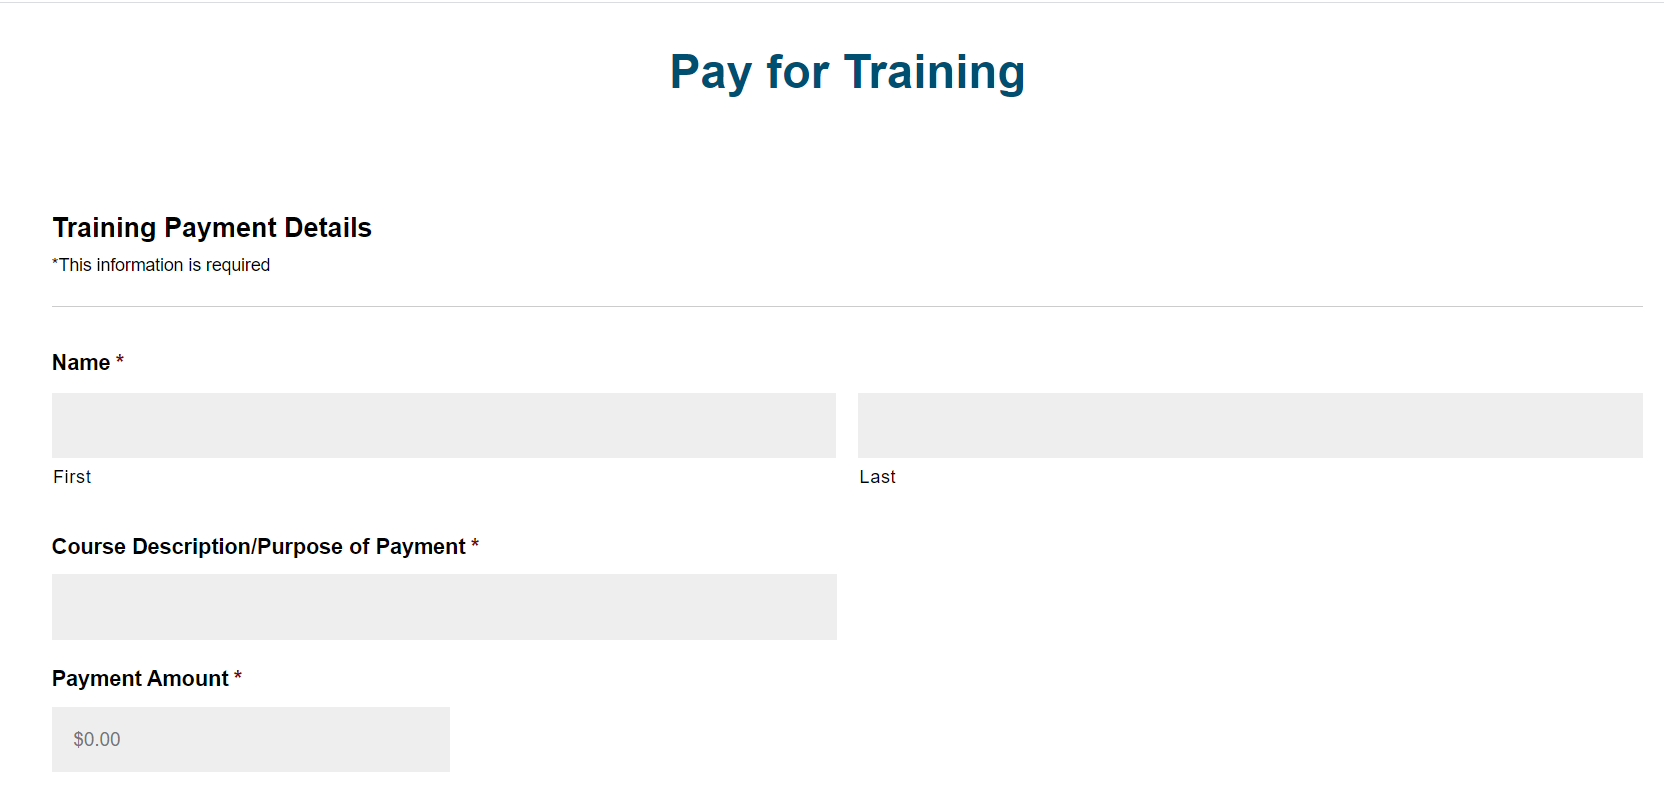 Pay for Training
Training Payment Details
*This information is required
Name *
First
Last
Course Description/Purpose of Payment *
Payment Amount *
$0.00